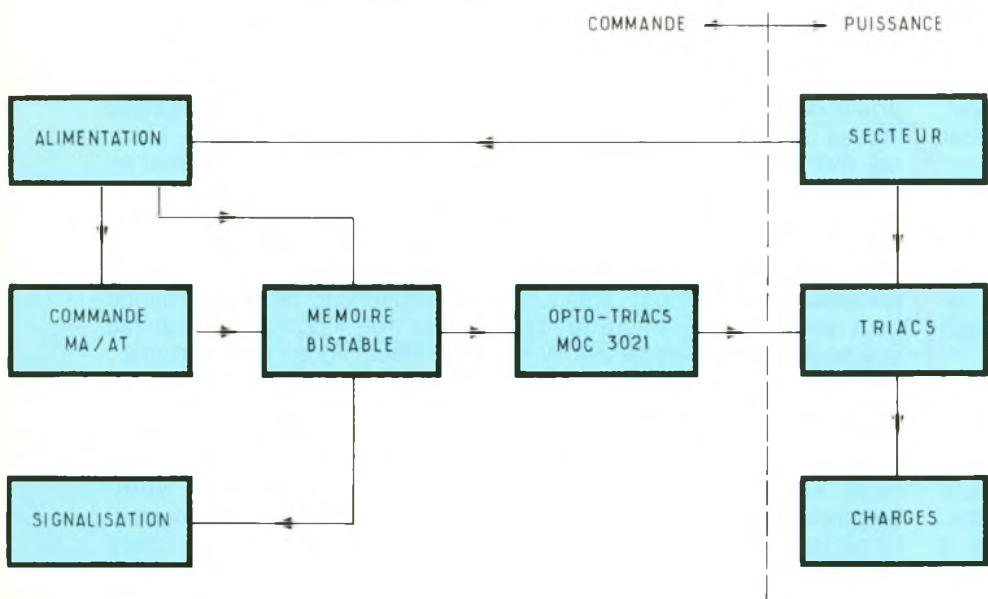 COMMANDE
PUISSANCE
ALIMENTATION
SECTEUR
COMMANDE
MA/AT
MEMOIRE
BISTABLE
OPTO-TRIACS
MOC 3021
TRIACS
SIGNALISATION
CHARGES